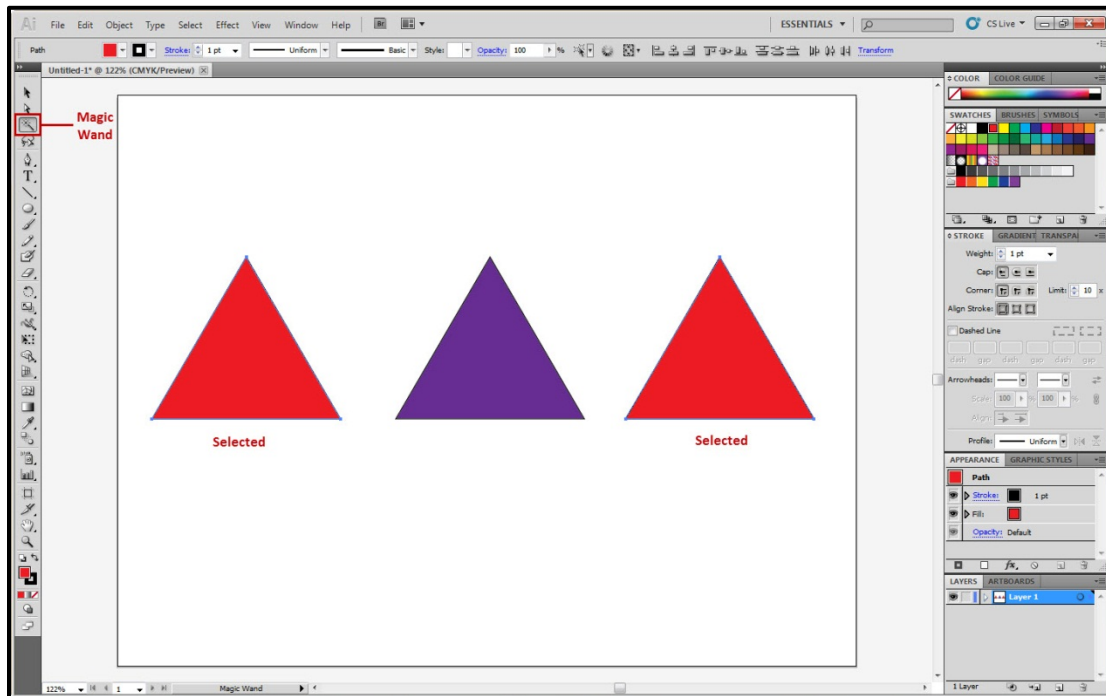 Ai File Edit Object Type Select Effect View Window Help Br ESSENTIALS CS Live
Path Stroke: 1 pt Uniform Basic Style: Opacity: 100 % Transform
Untitled-1* @ 122% (CMYK/Preview)
Magic
Wand
Selected
Selected
COLOR COLOR GUIDE
SWATCHES BRUSHES SYMBOLS
STROKE GRADIENT TRANSPA
Weight: 1 pt
Cap:
Corner: Limit: 10 x
Align Stroke:
Dashed Line
dash gap dash gap dash gap
Arrowheads:
Scale: 100 % 100 %
Align:
Profile: Uniform
APPEARANCE GRAPHIC STYLES
Path
Stroke: 1 pt
Fill:
Opacity: Default
fx
LAYERS ARTBOARDS
Layer 1
1 Layer
122% 1 Magic Wand